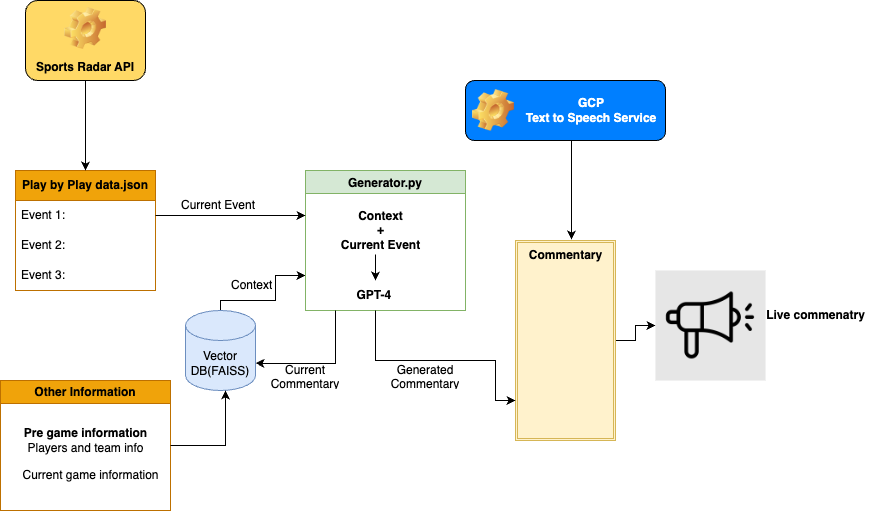 Sports Radar API
GCP
Text to Speech Service
Play by Play data.json
Event 1:
Event 2:
Event 3:
Current Event
Generator.py
Context
+
Current Event
GPT-4
Context
Commentary
Live commenatry
Vector
DB(FAISS)
Current
Commentary
Generated
Commentary
Other Information
Pre game information
Players and team info
Current game information